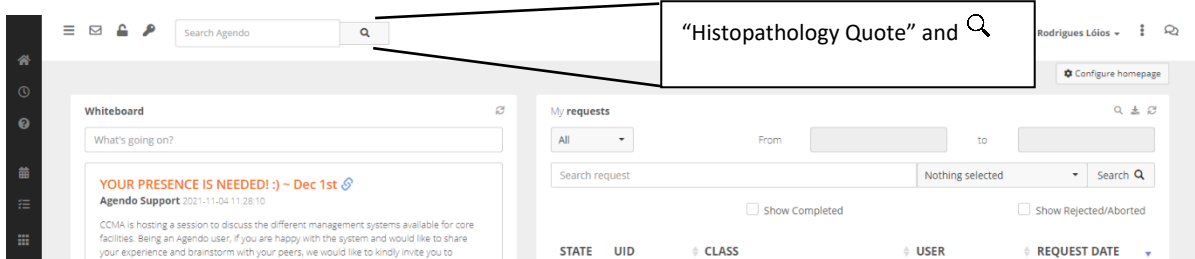 Search Agendo
“Histopathology Quote” and
Rodrigues Lóios
Configure homepage
Whiteboard
What's going on?
YOUR PRESENCE IS NEEDED! :) ~ Dec 1st
Agendo Support 2021-11-04 11:28:10
CCMA is hosting a session to discuss the different management systems available for core
facilities. Being an Agendo user, if you are happy with the system and would like to share
your experience and brainstorm with your peers, we would like to kindly invite you to
My requests
All From to
Search request Nothing selected Search
Show Completed Show Rejected/Aborted
STATE UID CLASS USER REQUEST DATE